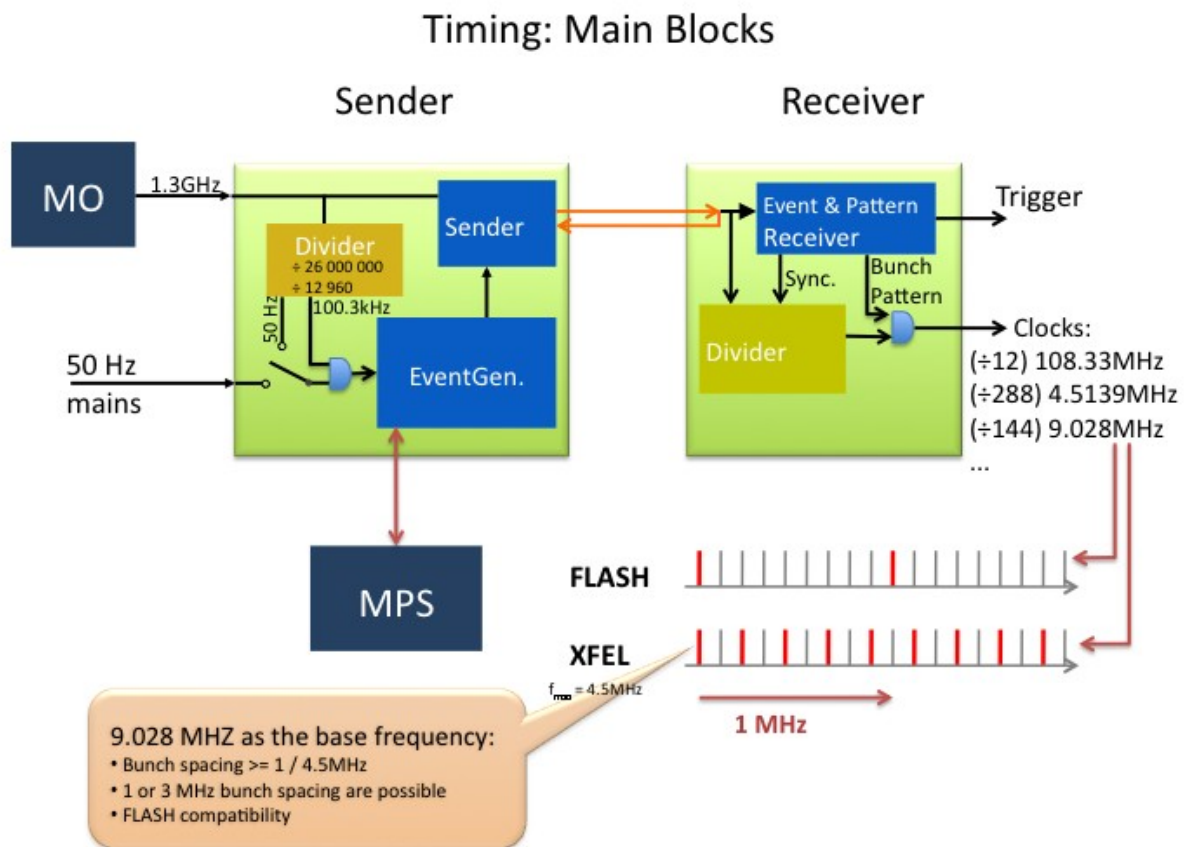 Timing: Main Blocks
Sender
Receiver
MO
1.3GHz
Sender
Event & Pattern
Receiver
Trigger
Divider
÷ 26 000 000
÷ 12 960
100.3kHz
50 Hz
Sync.
Bunch
Pattern
50 Hz
mains
EventGen.
Divider
Clocks:
(÷12) 108.33MHz
(÷288) 4.5139MHz
(÷144) 9.028MHz
...
MPS
FLASH
XFEL
= 4.5MHz
1 MHz
9.028 MHZ as the base frequency:
• Bunch spacing >= 1 / 4.5MHz
• 1 or 3 MHz bunch spacing are possible
• FLASH compatibility